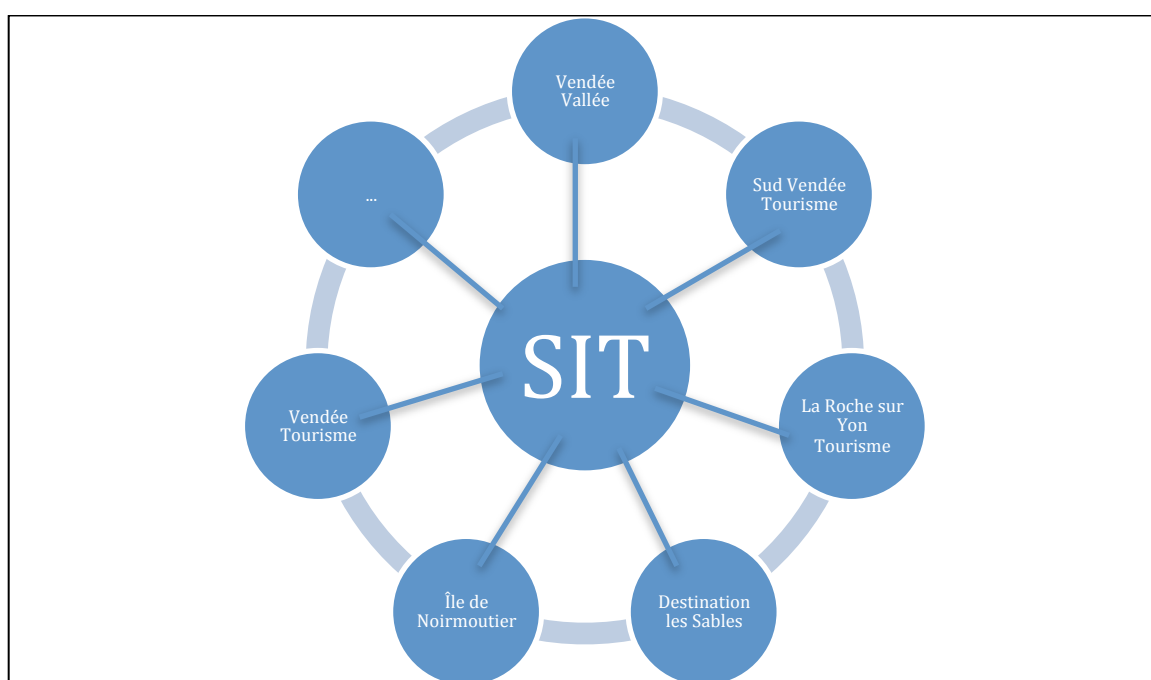 Vendée
Vallée
Sud Vendée
Tourisme
La Roche sur
Yon
Tourisme
Destination
les Sables
Île de
Noirmoutier
Vendée
Tourisme
...
SIT